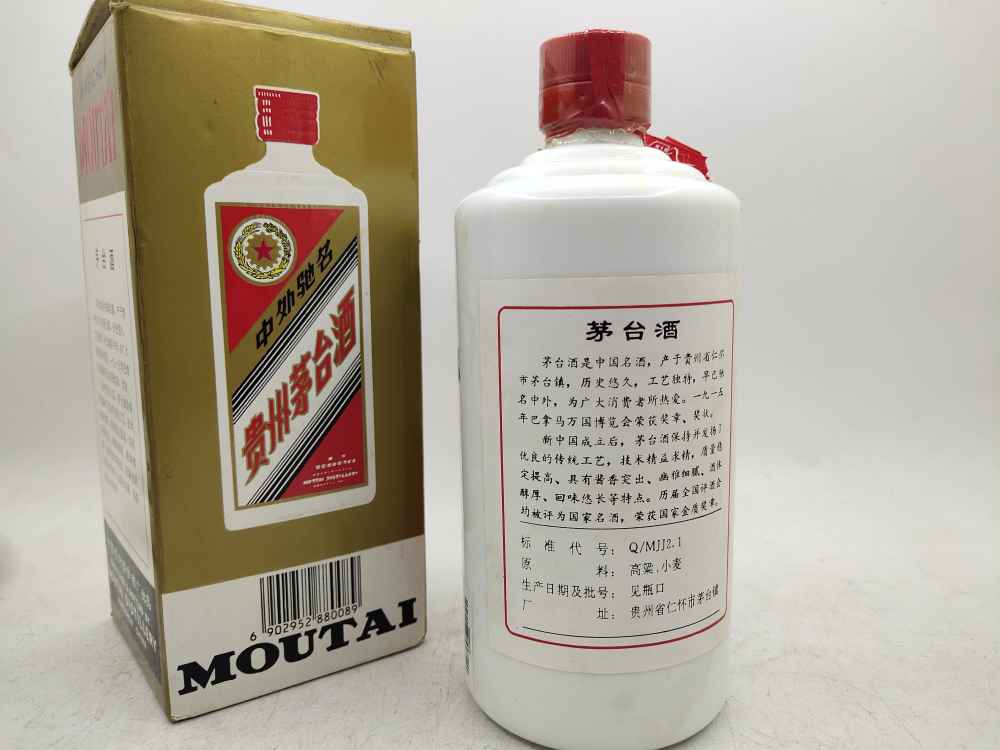 中外驰名
贵州茅台酒
6 902952 880089
MOUTAI
茅台酒
茅台酒是中国名酒，产于贵州省仁怀
市茅台镇，历史悠久，工艺独特，早已驰
名中外，为广大消费者所热爱。一九一五
年巴拿马万国博览会荣获奖章、奖状。
新中国成立后，茅台酒保持并发扬了
优良的传统工艺，技术精益求精，质量稳
定提高、具有酱香突出、幽雅细腻、酒体
醇厚、回味悠长等特点。历届全国评酒会
均被评为国家名酒，荣获国家金质奖章。
标准代号：Q/MJJ2.1
原料：高粱、小麦
生产日期及批号：见瓶口
厂址：贵州省仁怀市茅台镇